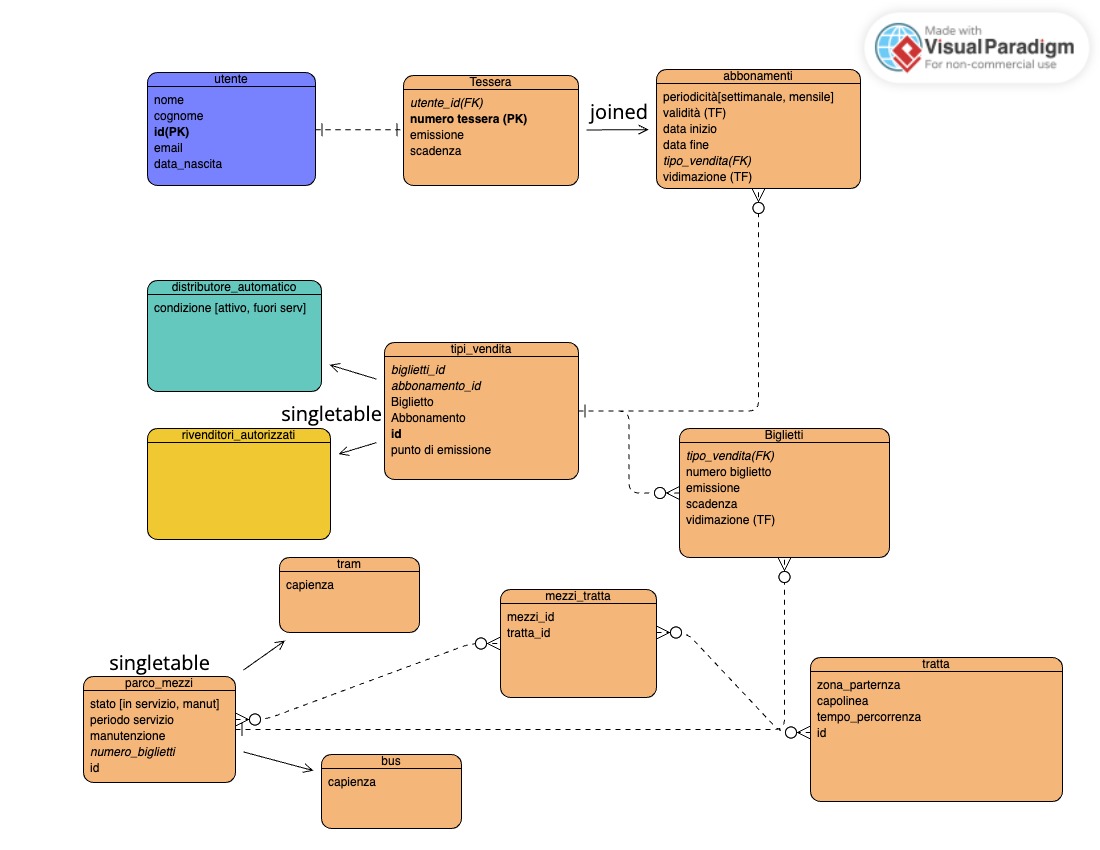 Made with
VisualParadigm
For non-commercial use
utente
nome
cognome
id(PK)
email
data_nascita
Tessera
utente_id(FK)
numero tessera (PK)
emissione
scadenza
joined
abbonamenti
periodicità[settimanale, mensile]
validità (TF)
data inizio
data fine
tipo_vendita(FK)
vidimazione (TF)
distributore_automatico
condizione [attivo, fuori serv]
tipi_vendita
biglietti_id
abbonamento_id
Biglietto
Abbonamento
id
punto di emissione
singletable
rivenditori_autorizzati
Biglietti
tipo_vendita(FK)
numero biglietto
emissione
scadenza
vidimazione (TF)
tram
capienza
mezzi_tratta
mezzi_id
tratta_id
singletable
parco_mezzi
stato [in servizio, manut]
periodo servizio
manutenzione
numero_biglietti
id
tratta
zona_parternza
capolinea
tempo_percorrenza
id
bus
capienza